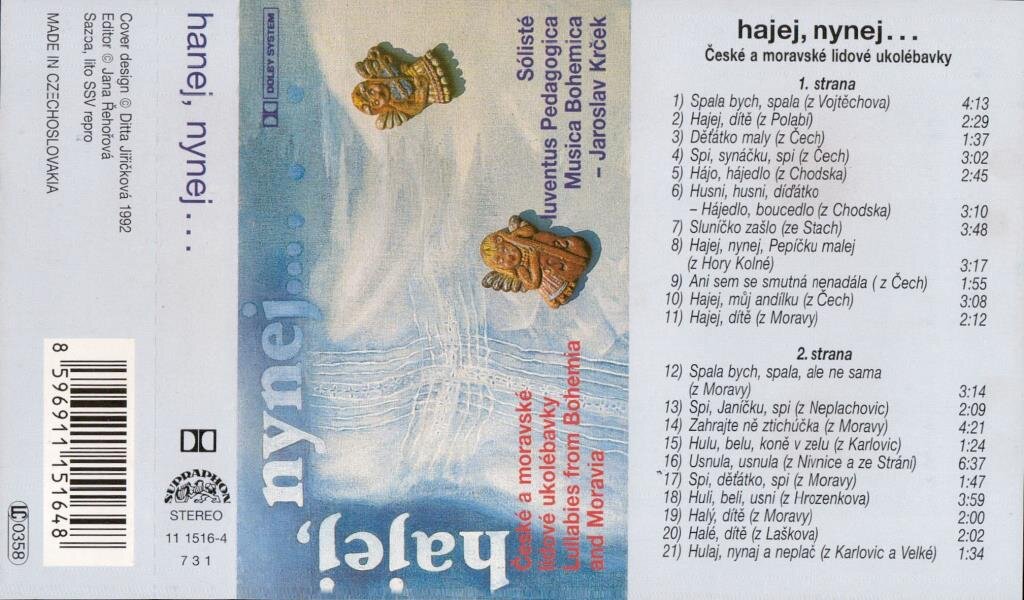 Cover design © Ditta Jiřičková 1992
Editor © Jana Řehořová
Sazba, lito SSV repro
MADE IN CZECHOSLOVAKIA
8 596911 151648
LC 0358
hanej, nynej...
SUPRAPHON
STEREO
11 1516-4
7 3 1
DOLBY SYSTEM
hajej,
nynej...
Sólisté
Iuventus Pedagogica
Musica Bohemica
– Jaroslav Krček
České a moravské
lidové ukolébavky
Lullabies from Bohemia
and Moravia
hajej, nynej...
České a moravské lidové ukolébavky
1. strana
1) Spala bych, spala (z Vojtěchova) 4:13
2) Hajej, dítě (z Polabí) 2:29
3) Děťátko maly (z Čech) 1:37
4) Spi, synáčku, spi (z Čech) 3:02
5) Hájo, hájedlo (z Chodska) 2:45
6) Husni, husni, díďátko
– Hájedlo, boucedlo (z Chodska) 3:10
7) Sluníčko zašlo (ze Stach) 3:48
8) Hajej, nynej, Pepíčku malej
(z Hory Kolné) 3:17
9) Ani sem se smutná nenadála ( z Čech) 1:55
10) Hajej, můj andílku (z Čech) 3:08
11) Hajej, dítě (z Moravy) 2:12
2. strana
12) Spala bych, spala, ale ne sama
(z Moravy) 3:14
13) Spi, Janíčku, spi (z Neplachovic) 2:09
14) Zahrajte ně ztichúčka (z Moravy) 4:21
15) Hulu, belu, koně v zelu (z Karlovic) 1:24
16) Usnula, usnula (z Nivnice a ze Strání) 6:37
17) Spi, děťátko, spi (z Moravy) 1:47
18) Huli, beli, usni (z Hrozenkova) 3:59
19) Halý, dítě (z Moravy) 2:00
20) Halé, dítě (z Laškova) 2:02
21) Hulaj, nynaj a neplač (z Karlovic a Velké) 1:34